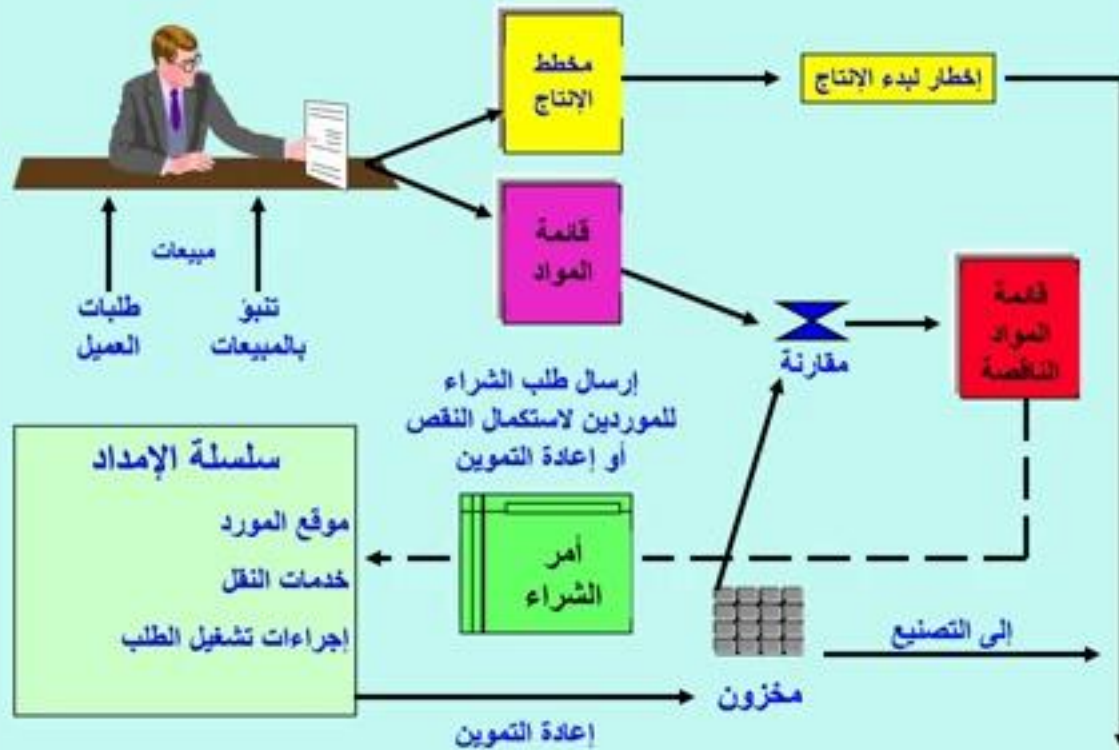 مخطط
الإنتاج
إخطار لبدء الإنتاج
قائمة
المواد
مبيعات
طلبات
العميل
تنبؤ
بالمبيعات
مقارنة
قائمة
المواد
الناقصة
إرسال طلب الشراء
للموردين لاستكمال النقص
أو إعادة التموين
سلسلة الإمداد
موقع المورد
خدمات النقل
إجراءات تشغيل الطلب
أمر
الشراء
إلى التصنيع
مخزون
إعادة التموين